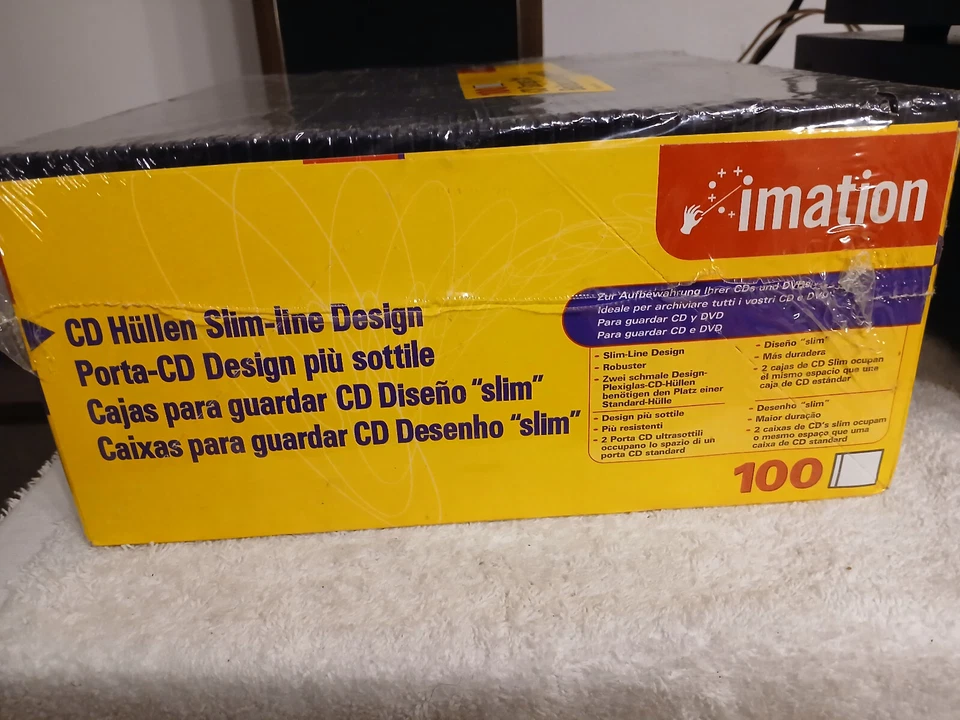 imation
CD Hüllen Slim-line Design
Porta-CD Design più sottile
Cajas para guardar CD Diseño "slim"
Caixas para guardar CD Desenho "slim"
Zur Aufbewahrung Ihrer CDs und DVDs
Ideale per archiviare tutti i vostri CD e DVD
Para guardar CD y DVD
Para guardar CD e DVD
- Slim-Line Design
- Robuster
- Zwei schmale Design-
Plexiglas-CD-Hüllen
benötigen den Platz einer
Standard-Hülle
- Diseño "slim"
- Más duradera
- 2 cajas de CD Slim ocupan
el mismo espacio que una
caja de CD estándar
- Design più sottile
- Più resistenti
- 2 Porta CD ultrasottili
occupano lo spazio di un
porta CD standard
- Desenho "slim"
- Maior duração
- 2 caixas de CD's slim ocupam
o mesmo espaço que uma
caixa de CD standard
100